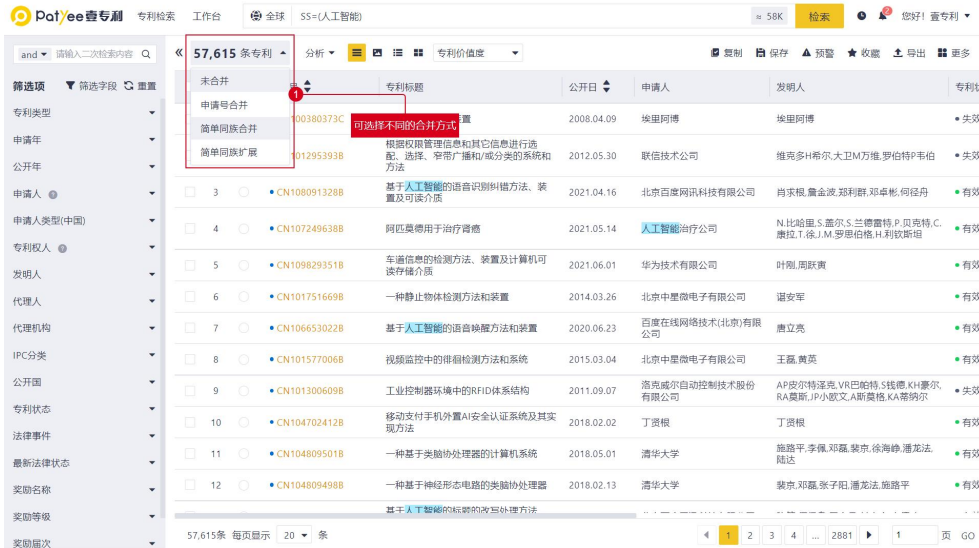 Patyee壹专利 专利检索 工作台 全球 SS=(人工智能) ≈ 58K 检索 2 您好！壹专利
and 请输入二次检索内容 57,615 条专利 分析 专利价值度 复制 保存 预警 收藏 导出 更多
筛选项 筛选字段 重置
未合并
申请号合并
简单同族合并
简单同族扩展
1
可选择不同的合并方式
专利类型
申请年
公开年
申请人
申请人类型(中国)
专利权人
发明人
代理人
代理机构
IPC分类
公开国
专利状态
法律事件
最新法律状态
奖励名称
奖励等级
奖励届次
专利标题 公开日 申请人 发明人 专利状
100380373C 置 2008.04.09 埃里阿博 埃里阿博 失效
101295393B 根据权限管理信息和其它信息进行选
配、选择、窄带广播和/或分类的系统和
方法 2012.05.30 联信技术公司 维克多H希尔,大卫M万维,罗伯特P韦伯 失效
3 CN108091328B 基于人工智能的语音识别纠错方法、装
置及可读介质 2021.04.16 北京百度网讯科技有限公司 肖求根,詹金波,郑利群,邓卓彬,何径舟 有效
4 CN107249638B 阿匹莫德用于治疗肾癌 2021.05.14 人工智能治疗公司 N.比哈里,S.盖尔,S.兰德雷特,P.贝克特,C.
康拉,T.徐,J.M.罗思伯格,H.利钦斯坦 有效
5 CN109829351B 车道信息的检测方法、装置及计算机可
读存储介质 2021.06.01 华为技术有限公司 叶刚,周跃寅 有效
6 CN101751669B 一种静止物体检测方法和装置 2014.03.26 北京中星微电子有限公司 谌安军 有效
7 CN106653022B 基于人工智能的语音唤醒方法和装置 2020.06.23 百度在线网络技术(北京)有限
公司 唐立亮 有效
8 CN101577006B 视频监控中的徘徊检测方法和系统 2015.03.04 北京中星微电子有限公司 王磊,黄英 有效
9 CN101300609B 工业控制器环境中的RFID体系结构 2011.09.07 洛克威尔自动控制技术股份
有限公司 AP皮尔特泽克,VR巴帕特,S钱德,KH豪尔,
RA莫斯,JP小欧文,A斯莫格,KA蒂纳尔 失效
10 CN104702412B 移动支付手机外置AI安全认证系统及其实
现方法 2018.02.02 丁贤根 丁贤根 有效
11 CN104809501B 一种基于类脑协处理器的计算机系统 2018.05.01 清华大学 施路平,李佩,邓磊,裴京,徐海峥,潘龙法,
陆达 有效
12 CN104809498B 一种基于神经形态电路的类脑协处理器 2018.02.13 清华大学 裴京,邓磊,张子阳,潘龙法,施路平 有效
基于人工智能的标题的改写处理方法
57,615条 每页显示 20 条 1 2 3 4 ... 2881 1 页 GO